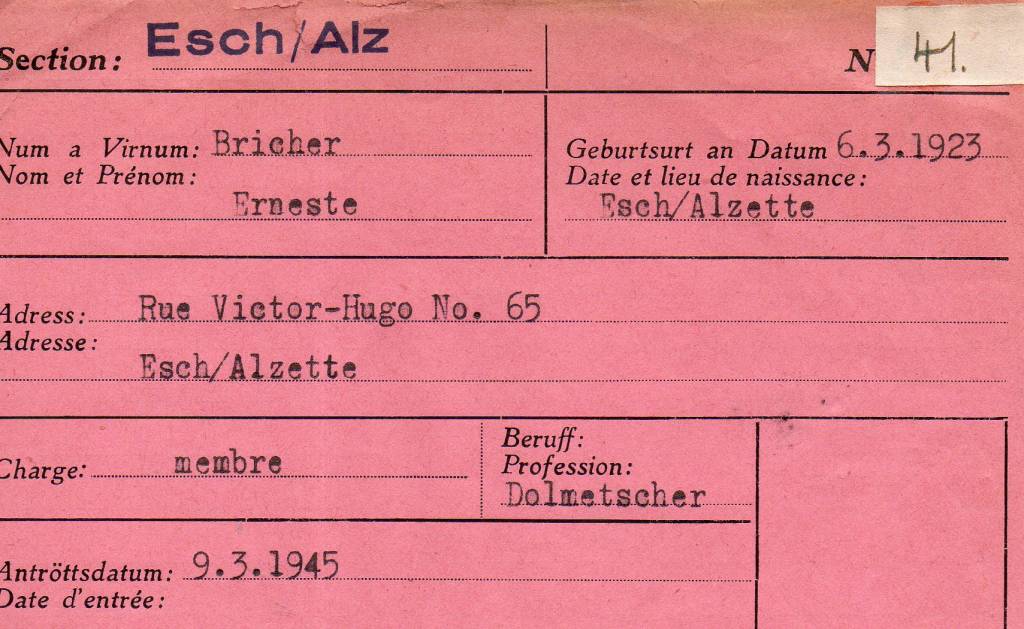 Section: Esch/Alz
N 41.
Num a Virnum: Bricher
Nom et Prénom:
Erneste
Geburtsurt an Datum 6.3.1923
Date et lieu de naissance:
Esch/Alzette
Adress: Rue Victor-Hugo No. 65
Adresse:
Esch/Alzette
Charge: membre
Beruff:
Profession:
Dolmetscher
Antröttsdatum: 9.3.1945
Date d'entrée: